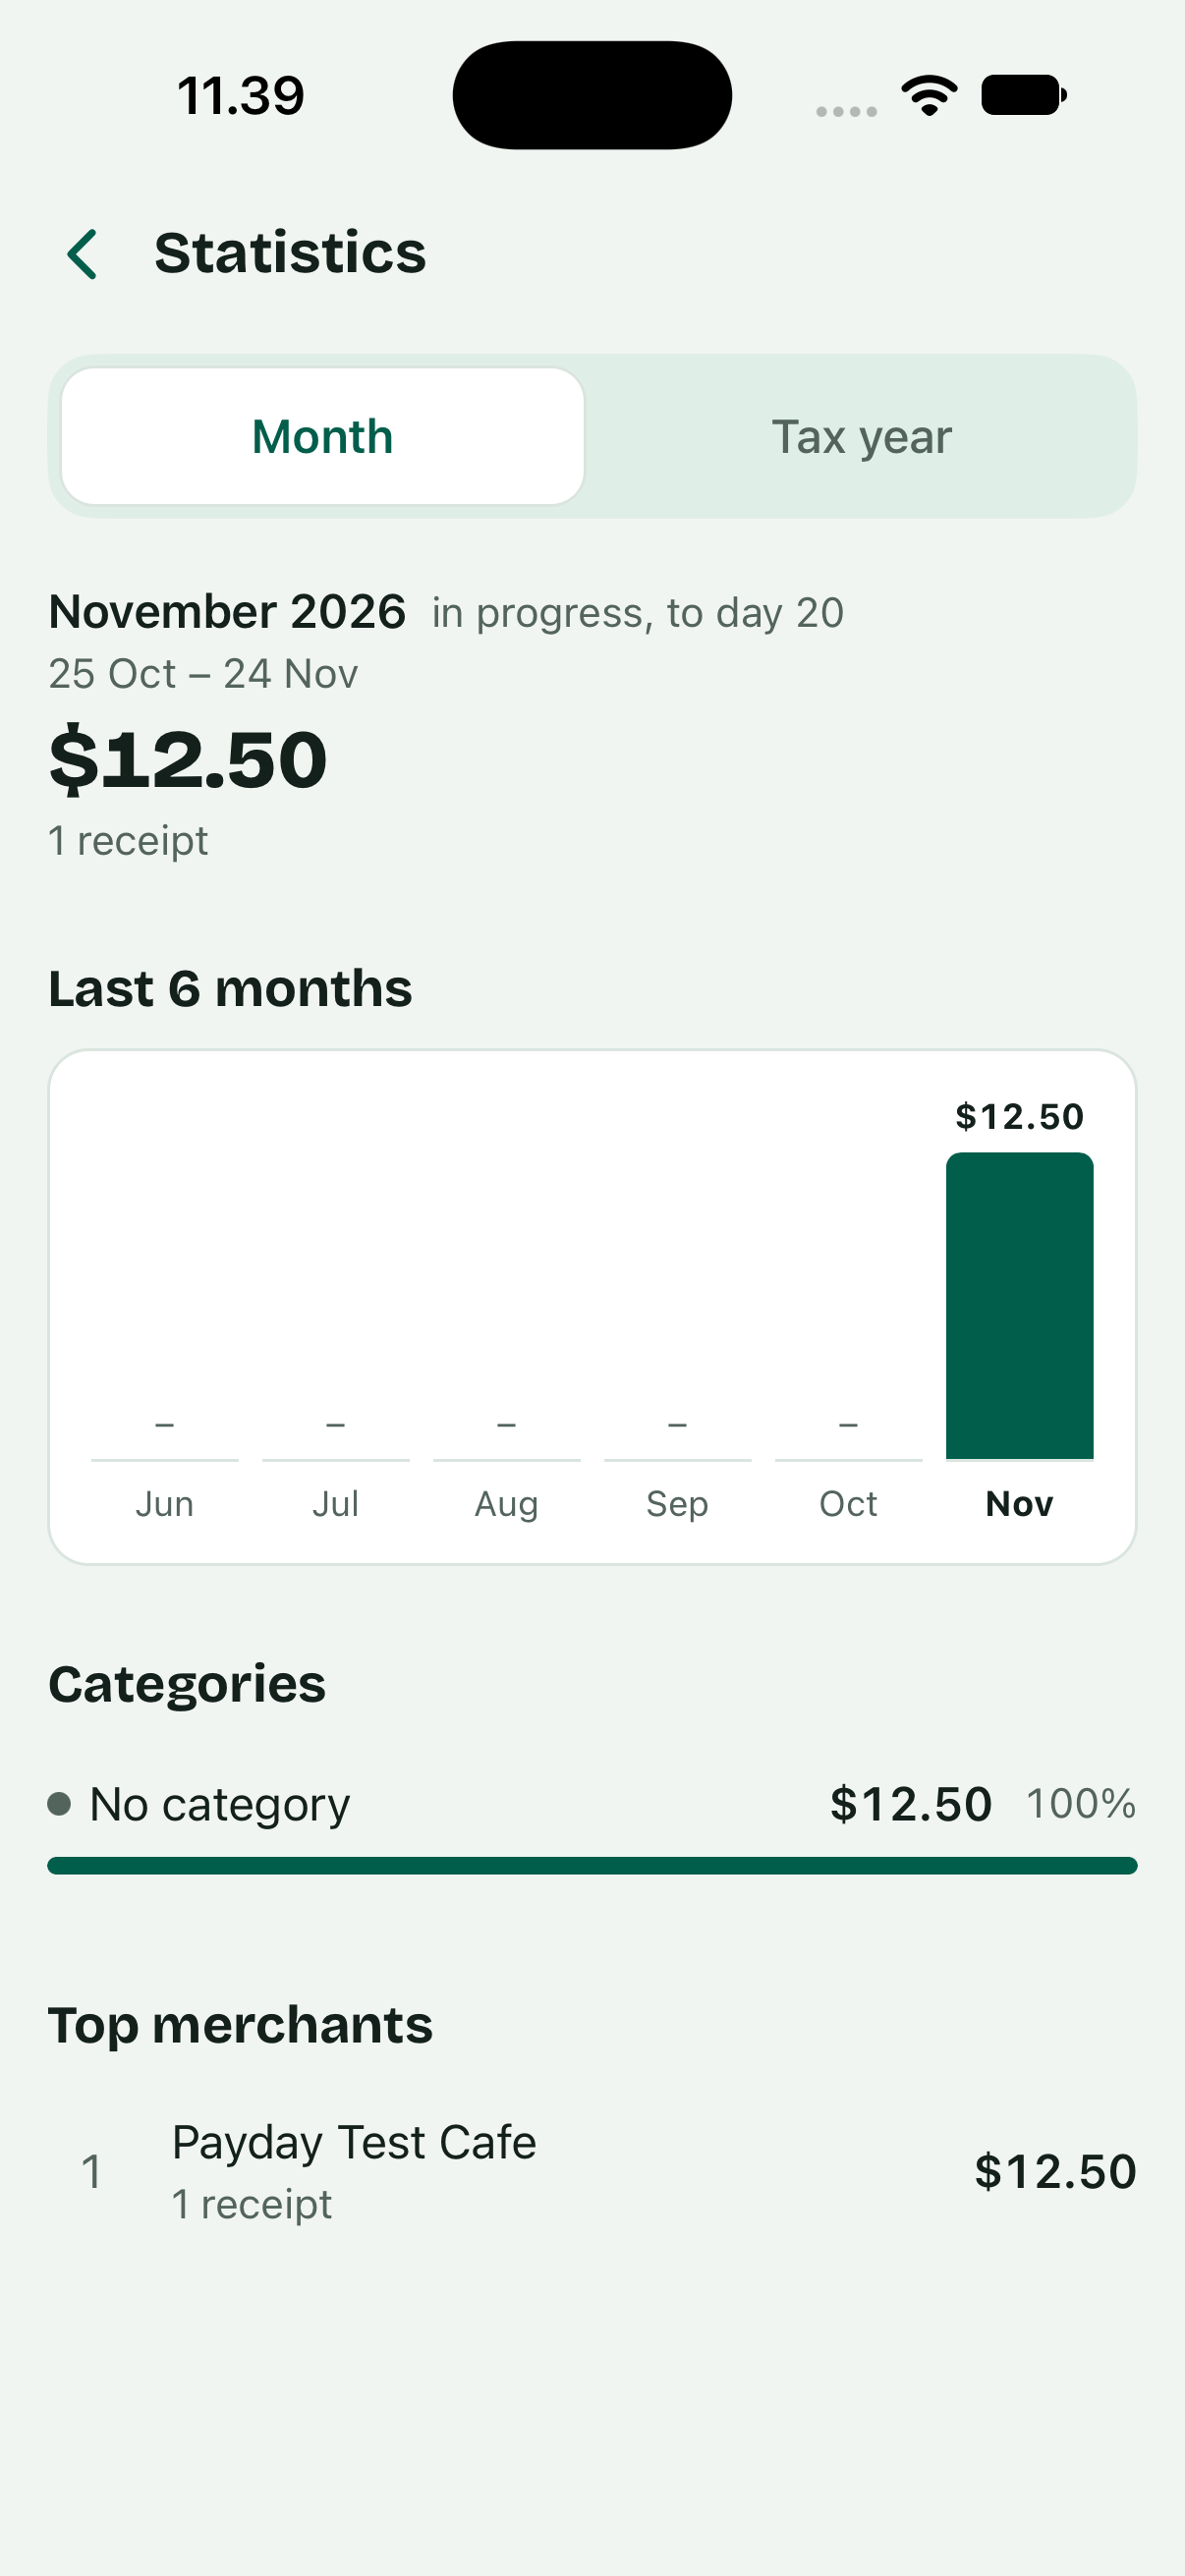 11.39
Statistics
Month
Tax year
November 2026 in progress, to day 20
25 Oct – 24 Nov
$12.50
1 receipt
Last 6 months
$12.50
– – – – –
Jun Jul Aug Sep Oct Nov
Categories
No category $12.50 100%
Top merchants
1 Payday Test Cafe $12.50
1 receipt